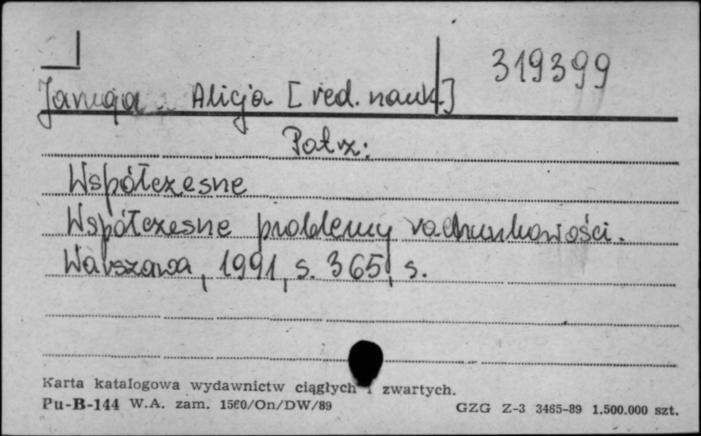 319399
Jaruga Alicja [red. nauk.]
Patrz:
Współczesne
Współczesne problemy rachunkowości.
Warszawa, 1991, s. 365, s.
Karta katalogowa wydawnictw ciągłych i zwartych.
Pu-B-144 W.A. zam. 1560/On/DW/89 GZG Z-3 3465-89 1.500.000 szt.